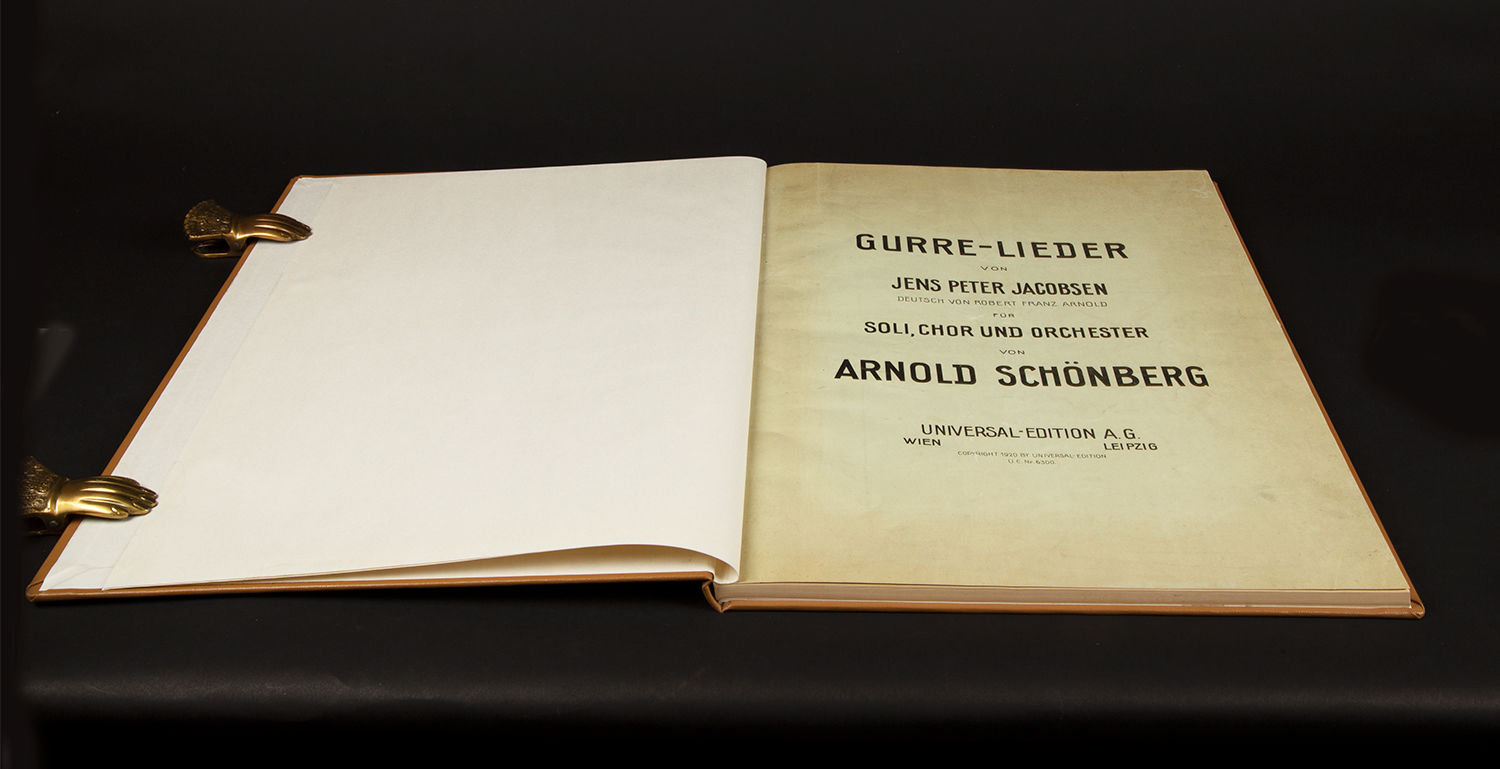 GURRE-LIEDER
VON
JENS PETER JACOBSEN
DEUTSCH VON ROBERT FRANZ ARNOLD
FÜR
SOLI, CHOR UND ORCHESTER
VON
ARNOLD SCHÖNBERG
UNIVERSAL-EDITION A.G.
WIEN LEIPZIG
COPYRIGHT 1920 BY UNIVERSAL-EDITION
U.E. Nr. 6300.